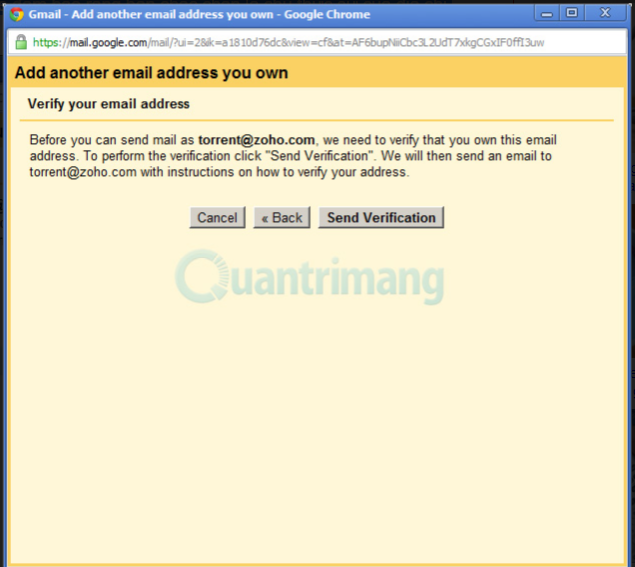 Gmail - Add another email address you own - Google Chrome
https://mail.google.com/mail/?ui=2&ik=a1810d76dc&view=cf&at=AF6bupNiiCbc3L2UdT7xkgCGxIF0ffI3uw
Add another email address you own
Verify your email address
Before you can send mail as torrent@zoho.com, we need to verify that you own this email
address. To perform the verification click "Send Verification". We will then send an email to
torrent@zoho.com with instructions on how to verify your address.
Cancel « Back Send Verification
Quantrimang